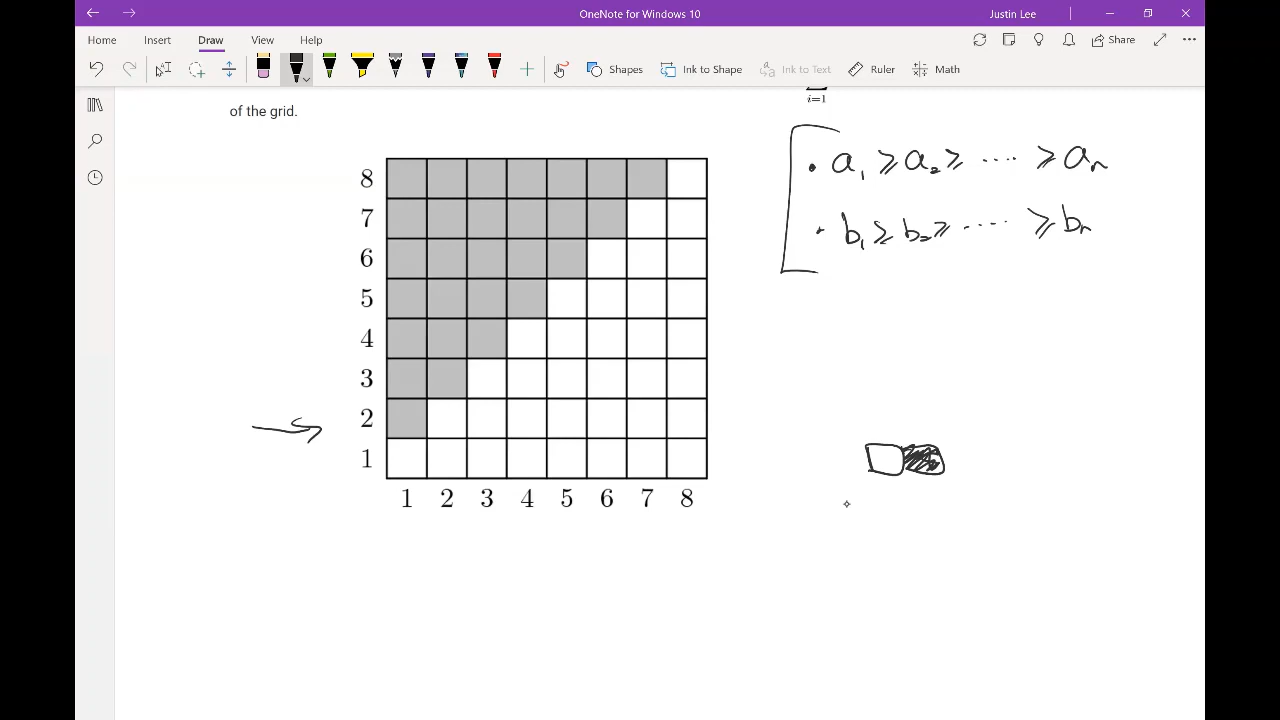 OneNote for Windows 10
Justin Lee
Home Insert Draw View Help
Share
Shapes Ink to Shape Ink to Text Ruler Math
of the grid.
i=1
• a₁ ⩾ a₂ ⩾ ···· ⩾ aₙ
• b₁ ⩾ b₂ ⩾ ···· ⩾ bₙ
8
7
6
5
4
3
2
1
1 2 3 4 5 6 7 8